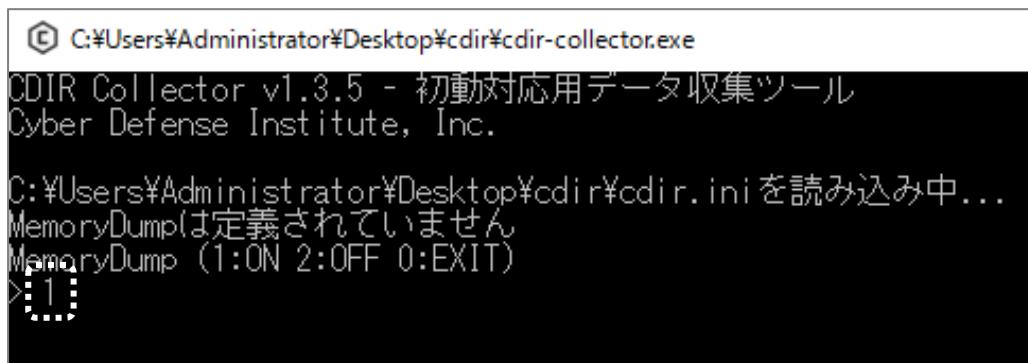 C:¥Users¥Administrator¥Desktop¥cdir¥cdir-collector.exe
CDIR Collector v1.3.5 - 初動対応用データ収集ツール
Cyber Defense Institute, Inc.
C:¥Users¥Administrator¥Desktop¥cdir¥cdir.iniを読み込み中...
MemoryDumpは定義されていません
MemoryDump (1:ON 2:OFF 0:EXIT)
>1